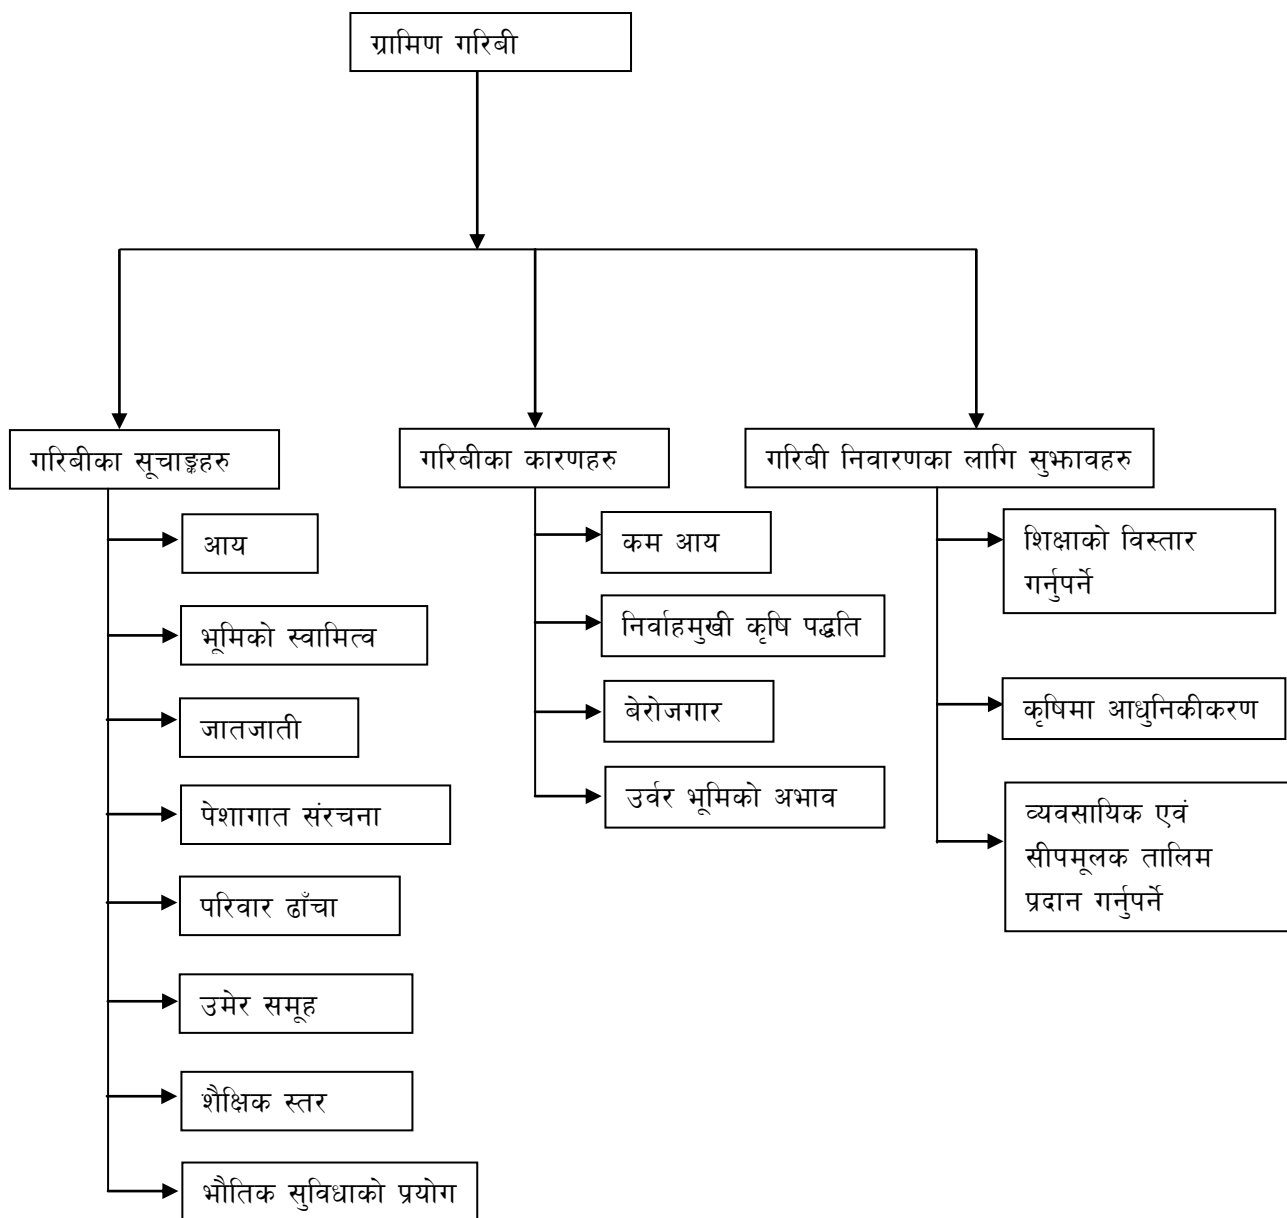 ग्रामिण गरिबी
गरिबीका सूचाङ्कहरु
आय
भूमिको स्वामित्व
जातजाती
पेशागात संरचना
परिवार ढाँचा
उमेर समूह
शैक्षिक स्तर
भौतिक सुविधाको प्रयोग
गरिबीका कारणहरु
कम आय
निर्वाहमुखी कृषि पद्धति
बेरोजगार
उर्वर भूमिको अभाव
गरिबी निवारणका लागि सुझावहरु
शिक्षाको विस्तार
गर्नुपर्ने
कृषिमा आधुनिकीकरण
व्यवसायिक एवं
सीपमूलक तालिम
प्रदान गर्नुपर्ने